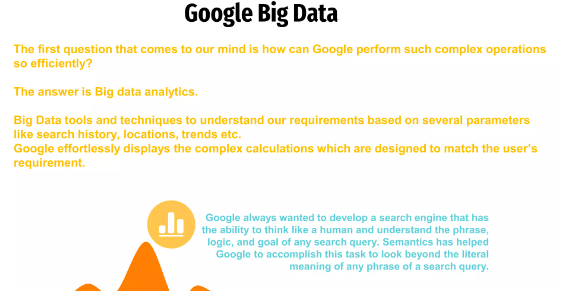 Google Big Data
The first question that comes to our mind is how can Google perform such complex operations
so efficiently?
The answer is Big data analytics.
Big Data tools and techniques to understand our requirements based on several parameters
like search history, locations, trends etc.
Google effortlessly displays the complex calculations which are designed to match the user's
requirement.
Google always wanted to develop a search engine that has
the ability to think like a human and understand the phrase,
logic, and goal of any search query. Semantics has helped
Google to accomplish this task to look beyond the literal
meaning of any phrase of a search query.